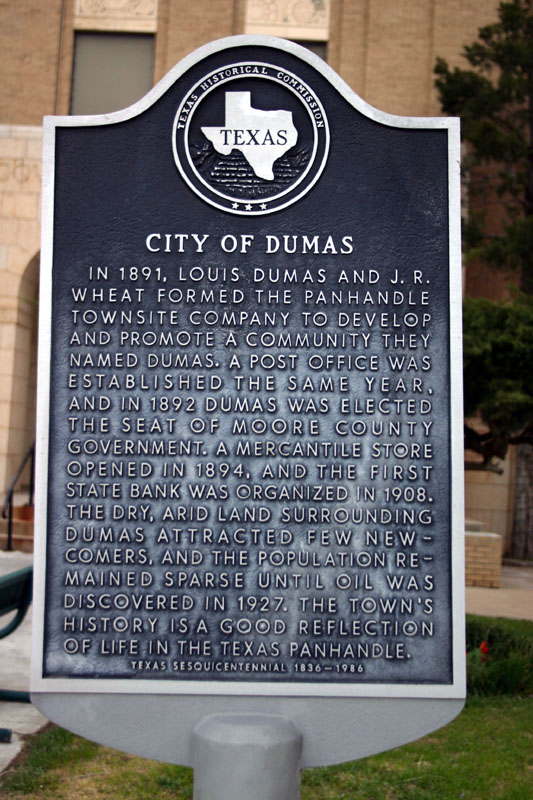 TEXAS HISTORICAL COMMISSION
TEXAS
CITY OF DUMAS
IN 1891, LOUIS DUMAS AND J. R.
WHEAT FORMED THE PANHANDLE
TOWNSITE COMPANY TO DEVELOP
AND PROMOTE A COMMUNITY THEY
NAMED DUMAS. A POST OFFICE WAS
ESTABLISHED THE SAME YEAR,
AND IN 1892 DUMAS WAS ELECTED
THE SEAT OF MOORE COUNTY
GOVERNMENT. A MERCANTILE STORE
OPENED IN 1894, AND THE FIRST
STATE BANK WAS ORGANIZED IN 1908.
THE DRY, ARID LAND SURROUNDING
DUMAS ATTRACTED FEW NEW-
COMERS, AND THE POPULATION RE-
MAINED SPARSE UNTIL OIL WAS
DISCOVERED IN 1927. THE TOWN'S
HISTORY IS A GOOD REFLECTION
OF LIFE IN THE TEXAS PANHANDLE.
TEXAS SESQUICENTENNIAL 1836-1986